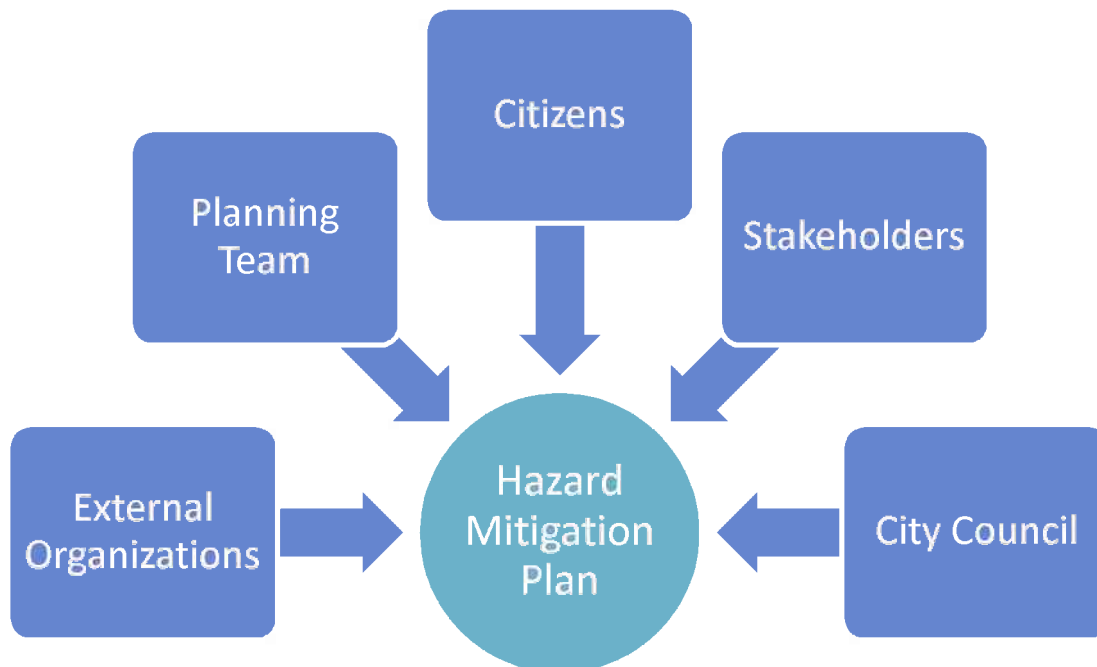 Citizens
Planning
Team
Stakeholders
External
Organizations
Hazard
Mitigation
Plan
City Council